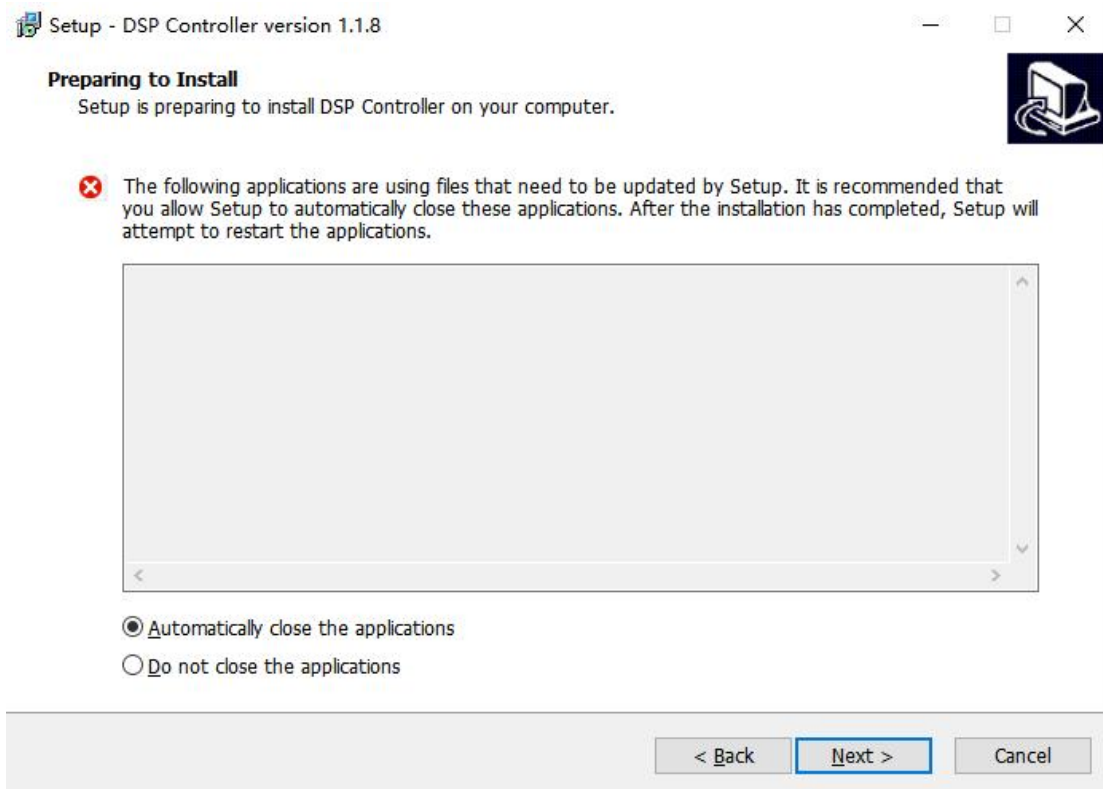 Setup - DSP Controller version 1.1.8
Preparing to Install
Setup is preparing to install DSP Controller on your computer.
The following applications are using files that need to be updated by Setup. It is recommended that
you allow Setup to automatically close these applications. After the installation has completed, Setup will
attempt to restart the applications.
Automatically close the applications
Do not close the applications
< Back
Next >
Cancel